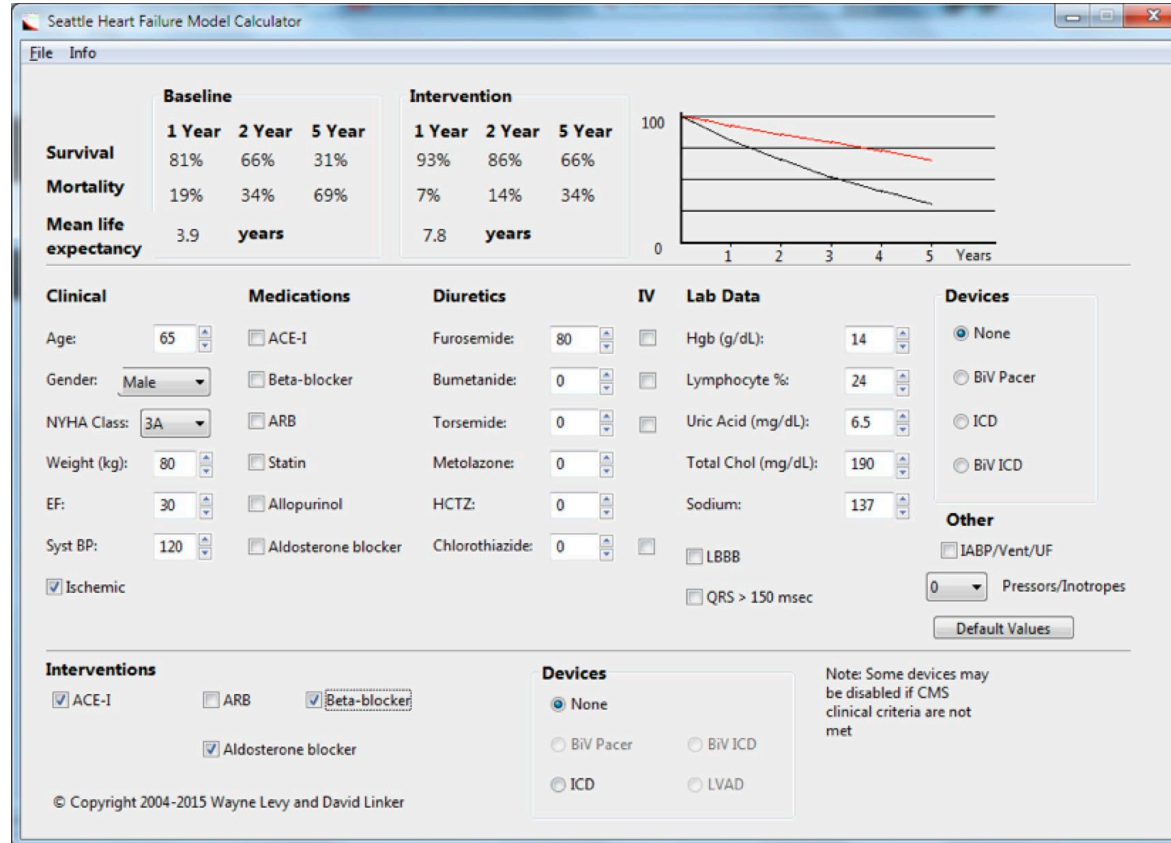 Seattle Heart Failure Model Calculator
File Info
Baseline Intervention
1 Year 2 Year 5 Year 1 Year 2 Year 5 Year 100
Survival 81% 66% 31% 93% 86% 66%
Mortality 19% 34% 69% 7% 14% 34%
Mean life
expectancy 3.9 years 7.8 years 0
1 2 3 4 5 Years
Clinical Medications Diuretics IV Lab Data Devices
Age: 65 ACE-I Furosemide: 80 Hgb (g/dL): 14 None
Gender: Male Beta-blocker Bumetanide: 0 Lymphocyte %: 24 BiV Pacer
NYHA Class: 3A ARB Torsemide: 0 Uric Acid (mg/dL): 6.5 ICD
Weight (kg): 80 Statin Metolazone: 0 Total Chol (mg/dL): 190 BiV ICD
EF: 30 Allopurinol HCTZ: 0 Sodium: 137
Other
Syst BP: 120 Aldosterone blocker Chlorothiazide: 0 LBBB IABP/Vent/UF
Ischemic QRS > 150 msec 0 Pressors/Inotropes
Default Values
Interventions Devices
ACE-I ARB Beta-blocker None
Aldosterone blocker BiV Pacer BiV ICD
ICD LVAD
Note: Some devices may
be disabled if CMS
clinical criteria are not
met
© Copyright 2004-2015 Wayne Levy and David Linker